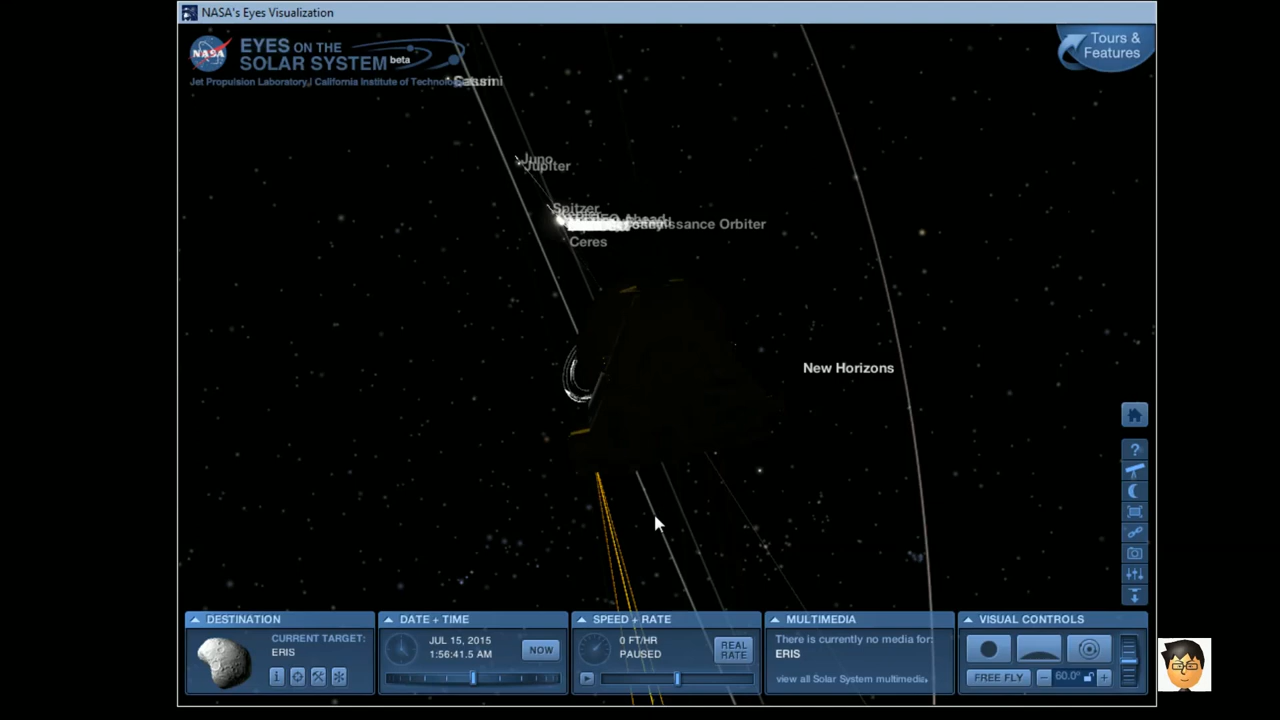 NASA's Eyes Visualization
NASA
EYES ON THE
SOLAR SYSTEM beta
Jet Propulsion Laboratory California Institute of Technology
Tours &
Features
Cassini
Juno
Jupiter
Spitzer
Ceres
New Horizons
DESTINATION
CURRENT TARGET:
ERIS
DATE + TIME
JUL 15, 2015
1:56:41.5 AM
NOW
SPEED + RATE
0 FT/HR
PAUSED
REAL
RATE
MULTIMEDIA
There is currently no media for:
ERIS
view all Solar System multimedia
VISUAL CONTROLS
FREE FLY
60.0°